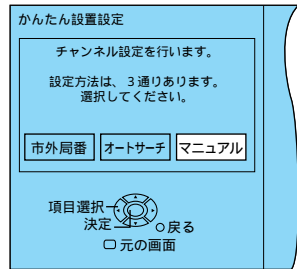 かんたん設置設定
チャンネル設定を行います。
設定方法は、3通りあります。
選択してください。
市外局番 オートサーチ マニュアル
項目選択
決定
戻る
元の画面